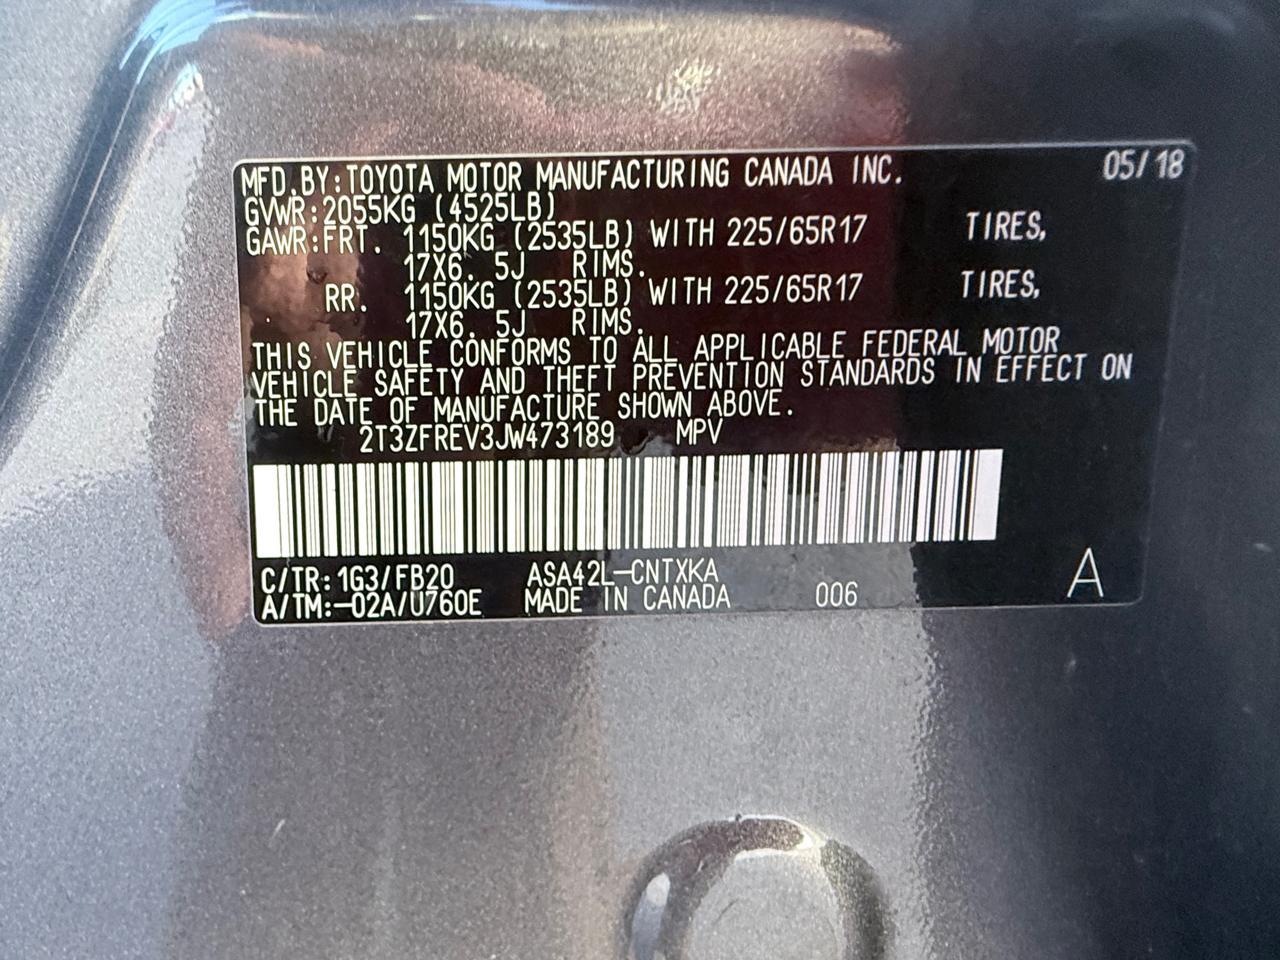 MFD.BY:TOYOTA MOTOR MANUFACTURING CANADA INC. 05/18
GVWR:2055KG (4525LB)
GAWR:FRT. 1150KG (2535LB) WITH 225/65R17 TIRES,
17X6.5J RIMS.
RR. 1150KG (2535LB) WITH 225/65R17 TIRES,
17X6.5J RIMS.
THIS VEHICLE CONFORMS TO ALL APPLICABLE FEDERAL MOTOR
VEHICLE SAFETY AND THEFT PREVENTION STANDARDS IN EFFECT ON
THE DATE OF MANUFACTURE SHOWN ABOVE.
2T3ZFREV3JW473189 MPV
C/TR:1G3/FB20 ASA42L-CNTXKA
A/TM:-02A/U760E MADE IN CANADA 006 A